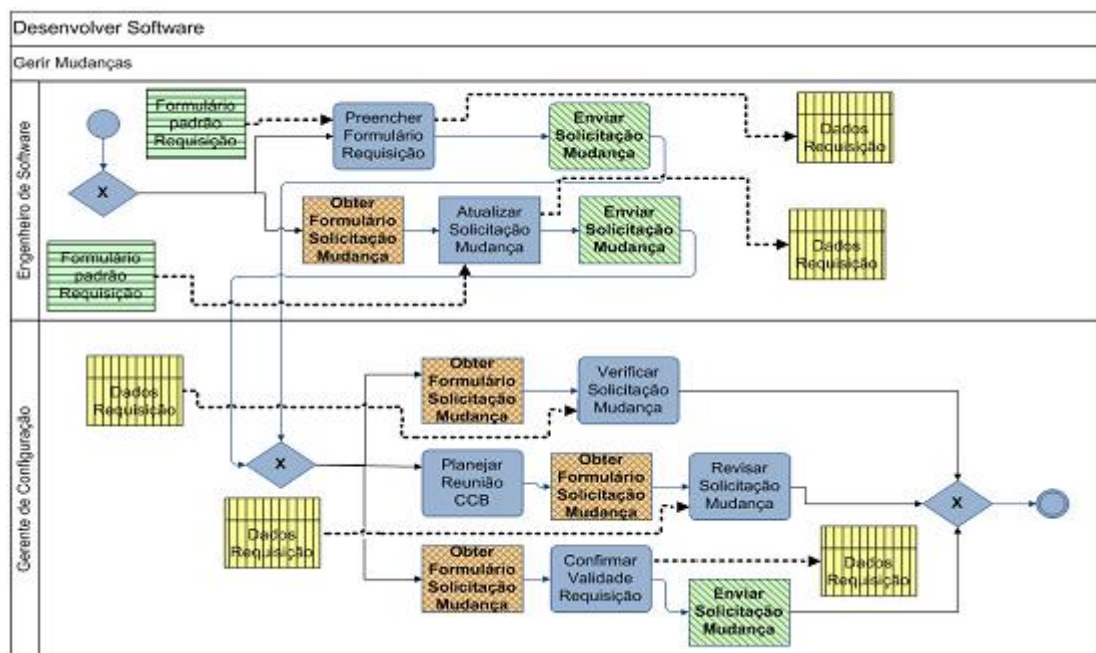 Desenvolver Software
Gerir Mudanças
Engenheiro de Software
Formulário
padrão
Requisição
Preencher
Formulário
Requisição
Enviar
Solicitação
Mudança
Dados
Requisição
X
Obter
Formulário
Solicitação
Mudança
Atualizar
Solicitação
Mudança
Enviar
Solicitação
Mudança
Dados
Requisição
Formulário
padrão
Requisição
Gerente de Configuração
Dados
Requisição
Obter
Formulário
Solicitação
Mudança
Verificar
Solicitação
Mudança
X
Planejar
Reunião
CCB
Obter
Formulário
Solicitação
Mudança
Revisar
Solicitação
Mudança
X
Dados
Requisição
Obter
Formulário
Solicitação
Mudança
Confirmar
Validade
Requisição
Dados
Requisição
Enviar
Solicitação
Mudança